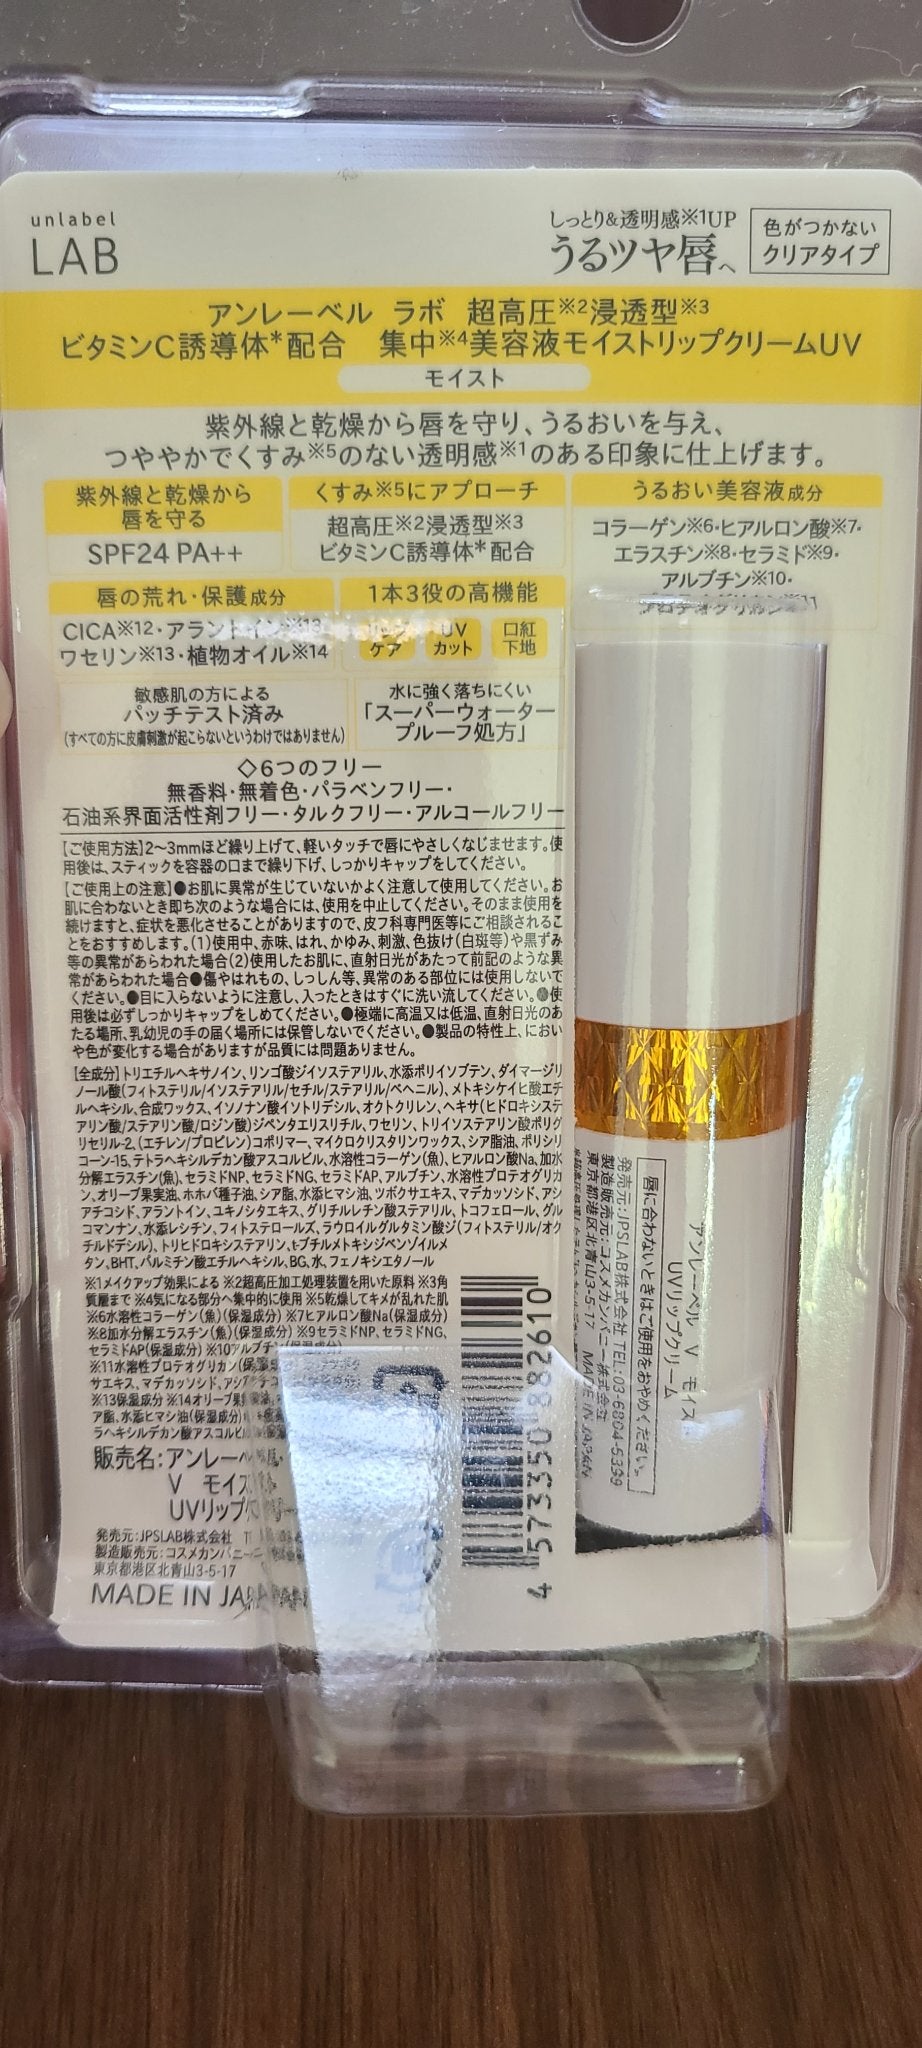 unlabel
LAB
しっとり&透明感※1UP
うるツヤ唇へ
色がつかない
クリアタイプ
アンレーベル ラボ 超高圧※2浸透型※3
ビタミンC誘導体*配合 集中※4美容液モイストリップクリームUV
モイスト
紫外線と乾燥から唇を守り、うるおいを与え、
つややかでくすみ※5のない透明感※1のある印象に仕上げます。
紫外線と乾燥から
唇を守る
SPF24 PA++
くすみ※5にアプローチ
超高圧※2浸透型※3
ビタミンC誘導体*配合
うるおい美容液成分
コラーゲン※6・ヒアルロン酸※7・
エラスチン※8・セラミド※9・
アルブチン※10・
プロテオグリカン※11
唇の荒れ・保護成分
CICA※12・アラントイン※13
ワセリン※13・植物オイル※14
1本3役の高機能
リップ
ケア
UV
カット
口紅
下地
敏感肌の方による
パッチテスト済み
(すべての方に皮膚刺激が起こらないというわけではありません)
水に強く落ちにくい
「スーパーウォーター
プルーフ処方」
◇6つのフリー
無香料・無着色・パラベンフリー・
石油系界面活性剤フリー・タルクフリー・アルコールフリー
【ご使用方法】2〜3mmほど繰り上げて、軽いタッチで唇にやさしくなじませます。使
用後は、スティックを容器の口まで繰り下げ、しっかりキャップをしてください。
【ご使用上の注意】●お肌に異常が生じていないかよく注意して使用してください。お
肌に合わないとき即ち次のような場合には、使用を中止してください。そのまま使用を
続けますと、症状を悪化させることがありますので、皮フ科専門医等にご相談されるこ
とをおすすめします。(1)使用中、赤味、はれ、かゆみ、刺激、色抜け(白斑等)や黒ずみ
等の異常があらわれた場合(2)使用したお肌に、直射日光があたって前記のような異
常があらわれた場合●傷やはれもの、しっしん等、異常のある部位には使用しないで
ください。●目に入らないように注意し、入ったときはすぐに洗い流してください。●使
用後は必ずしっかりキャップをしめてください。●極端に高温又は低温、直射日光のあ
たる場所、乳幼児の手の届く場所には保管しないでください。●製品の特性上、におい
や色が変化する場合がありますが品質には問題ありません。
【全成分】トリエチルヘキサノイン、リンゴ酸ジイソステアリル、水添ポリイソブテン、ダイマージリ
ノール酸(フィトステリル/イソステアリル/セチル/ステアリル/ベヘニル)、メトキシケイヒ酸エチ
ルヘキシル、合成ワックス、イソノナン酸イソトリデシル、オクトクリレン、ヘキサ(ヒドロキシステ
アリン酸/ステアリン酸/ロジン酸)ジペンタエリスリチル、ワセリン、トリイソステアリン酸ポリグ
リセリル-2、(エチレン/プロピレン)コポリマー、マイクロクリスタリンワックス、シア脂油、ポリシリ
コーン-15、テトラヘキシルデカン酸アスコルビル、水溶性コラーゲン(魚)、ヒアルロン酸Na、加水
分解エラスチン(魚)、セラミドNP、セラミドNG、セラミドAP、アルブチン、水溶性プロテオグリカ
ン、オリーブ果実油、ホホバ種子油、シア脂、水添ヒマシ油、ツボクサエキス、マデカッソシド、アシ
アチコシド、アラントイン、ユキノシタエキス、グリチルレチン酸ステアリル、トコフェロール、グル
コマンナン、水添レシチン、フィトステロールズ、ラウロイルグルタミン酸ジ(フィトステリル/オク
チルドデシル)、トリヒドロキシステアリン、t-ブチルメトキシジベンゾイルメ
タン、BHT、パルミチン酸エチルヘキシル、BG、水、フェノキシエタノール
※1メイクアップ効果による ※2超高圧加工処理装置を用いた原料 ※3角
質層まで ※4気になる部分へ集中的に使用 ※5乾燥してキメが乱れた肌
※6水溶性コラーゲン(魚)(保湿成分) ※7ヒアルロン酸Na(保湿成分)
※8加水分解エラスチン(魚)(保湿成分) ※9セラミドNP、セラミドNG、
セラミドAP(保湿成分) ※10アルブチン(保湿成分)
※11水溶性プロテオグリカン(保湿
サエキス、マデカッソシド、アシアチコ
※13保湿成分 ※14オリーブ果
ア脂、水添ヒマシ油(保湿成分)
ラヘキシルデカン酸アスコルビ
販売名:アンレー
V モイス
UVリップ
発売元:JPSLAB株式会社
製造販売元:コスメカンパニー
東京都港区北青山3-5-17
MADE IN JAPA
4 573350 882610
アンレーベル V モイス
UVリップクリーム
唇に合わないときはご使用をおやめください。
発売元:JPSLAB株式会社 TEL:03-6804-5399
製造販売元:コスメカンパニー株式会社
東京都港区北青山3-5-17 MADE IN JAPAN